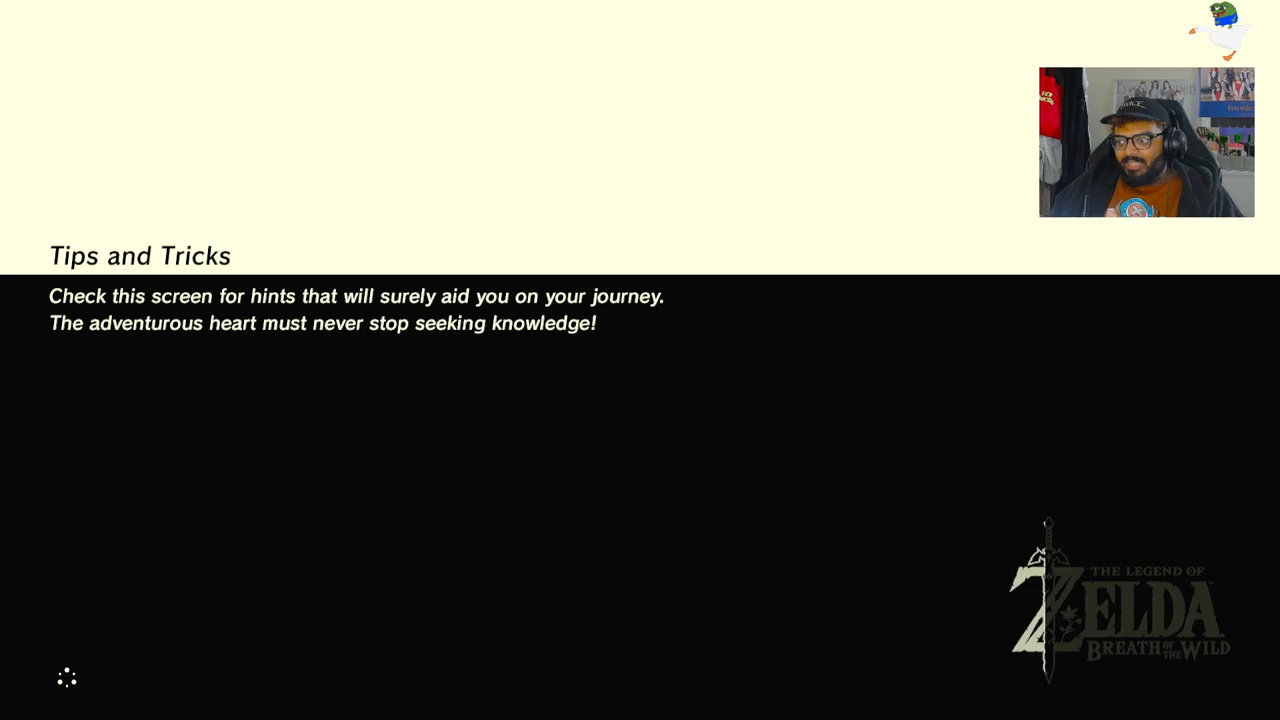 Tips and Tricks
Check this screen for hints that will surely aid you on your journey.
The adventurous heart must never stop seeking knowledge!
THE LEGEND OF
ZELDA
BREATH OF THE WILD